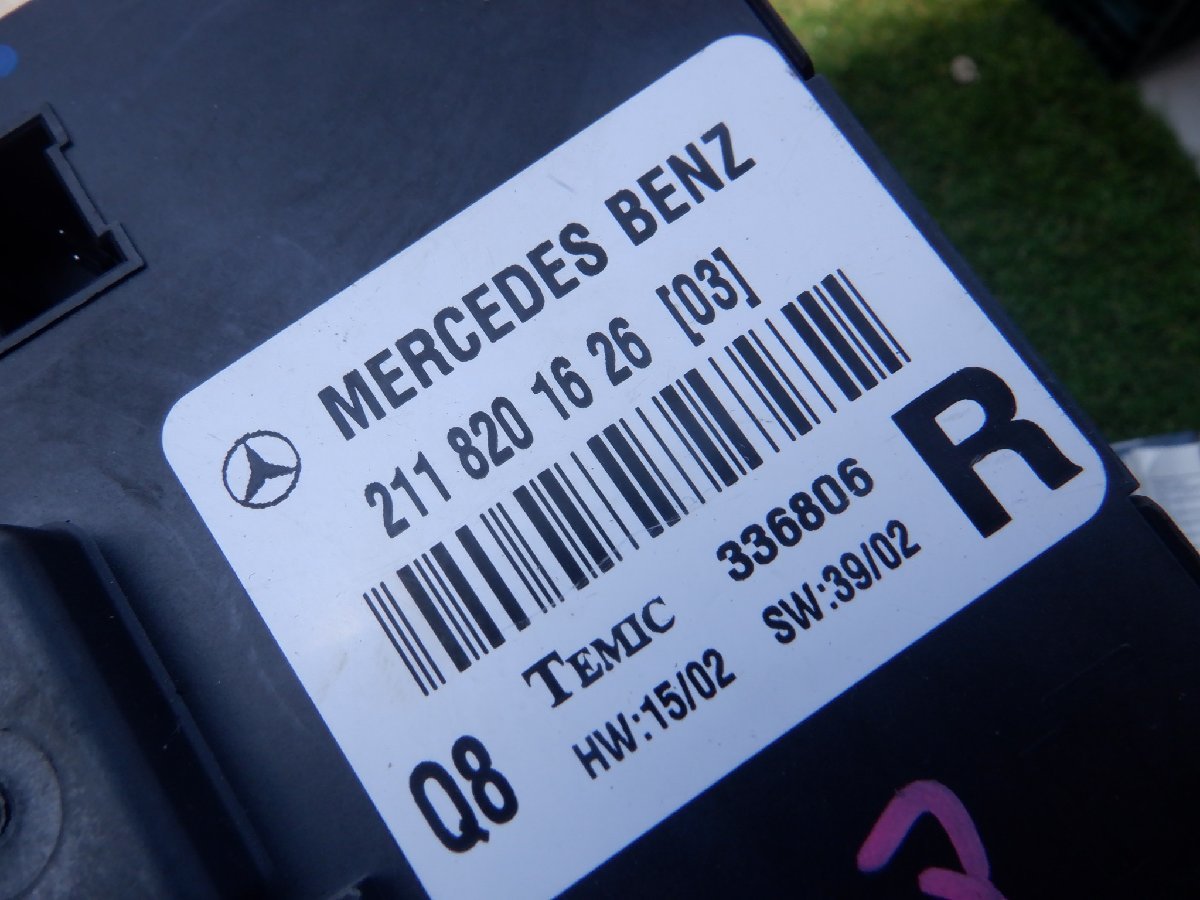 MERCEDES BENZ
211 820 16 26 [03]
TEMIC 336806
HW:15/02 SW:39/02
R
Q8